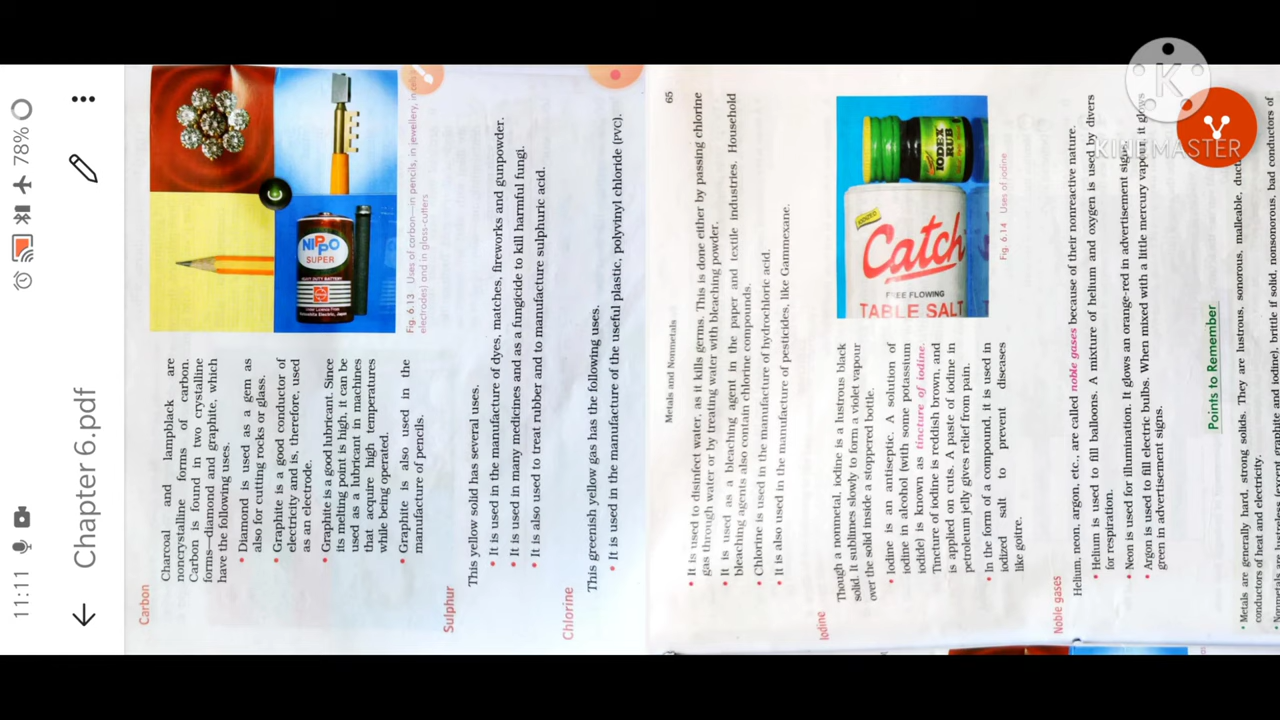 11:11
78%
Chapter 6.pdf
Carbon
Charcoal and lampblack are
noncrystalline forms of carbon.
Carbon is found in two crystalline
forms—diamond and graphite, which
have the following uses.
• Diamond is used as a gem as
also for cutting rocks or glass.
• Graphite is a good conductor of
electricity and is, therefore, used
as an electrode.
• Graphite is a good lubricant. Since
its melting point is high, it can be
used as a lubricant in machines
that acquire high temperatures
while being operated.
• Graphite is also used in the
manufacture of pencils.
NIPPO
SUPER
Fig. 6.13 Uses of carbon—in pencils, in jewellery, in cells
electrodes) and in glass-cutters
Sulphur
This yellow solid has several uses.
• It is used in the manufacture of dyes, matches, fireworks and gunpowder.
• It is used in many medicines and as a fungicide to kill harmful fungi.
• It is also used to treat rubber and to manufacture sulphuric acid.
Chlorine
This greenish yellow gas has the following uses.
• It is used in the manufacture of the useful plastic, polyvinyl chloride (PVC).
Metals and Nonmetals
65
• It is used to disinfect water, as it kills germs. This is done either by passing chlorine
gas through water or by treating water with bleaching powder.
• It is used as a bleaching agent in the paper and textile industries. Household
bleaching agents also contain chlorine compounds.
• Chlorine is used in the manufacture of hydrochloric acid.
• It is also used in the manufacture of pesticides, like Gammexane.
Iodine
Though a nonmetal, iodine is a lustrous black
solid. It sublimes slowly to form a violet vapour
over the solid inside a stoppered bottle.
• Iodine is an antiseptic. A solution of
iodine in alcohol (with some potassium
iodide) is known as tincture of iodine.
Tincture of iodine is reddish brown, and
is applied on cuts. A paste of iodine in
petroleum jelly gives relief from pain.
• In the form of a compound, it is used in
iodized salt to prevent diseases
like goitre.
Catch
FREE FLOWING
TABLE SALT
IODEX
RUB
Fig. 6.14 Uses of iodine
Noble gases
Helium, neon, argon, etc., are called noble gases because of their nonreactive nature.
• Helium is used to fill balloons. A mixture of helium and oxygen is used by divers
for respiration.
• Neon is used for illumination. It glows an orange-red in advertisement signs.
• Argon is used to fill electric bulbs. When mixed with a little mercury vapour, it glows
green in advertisement signs.
Points to Remember
• Metals are generally hard, strong solids. They are lustrous, sonorous, malleable, duct
conductors of heat and electricity.
graphite and iodine), brittle if solid, nonsonorous, bad conductors of
K
KINEMASTER